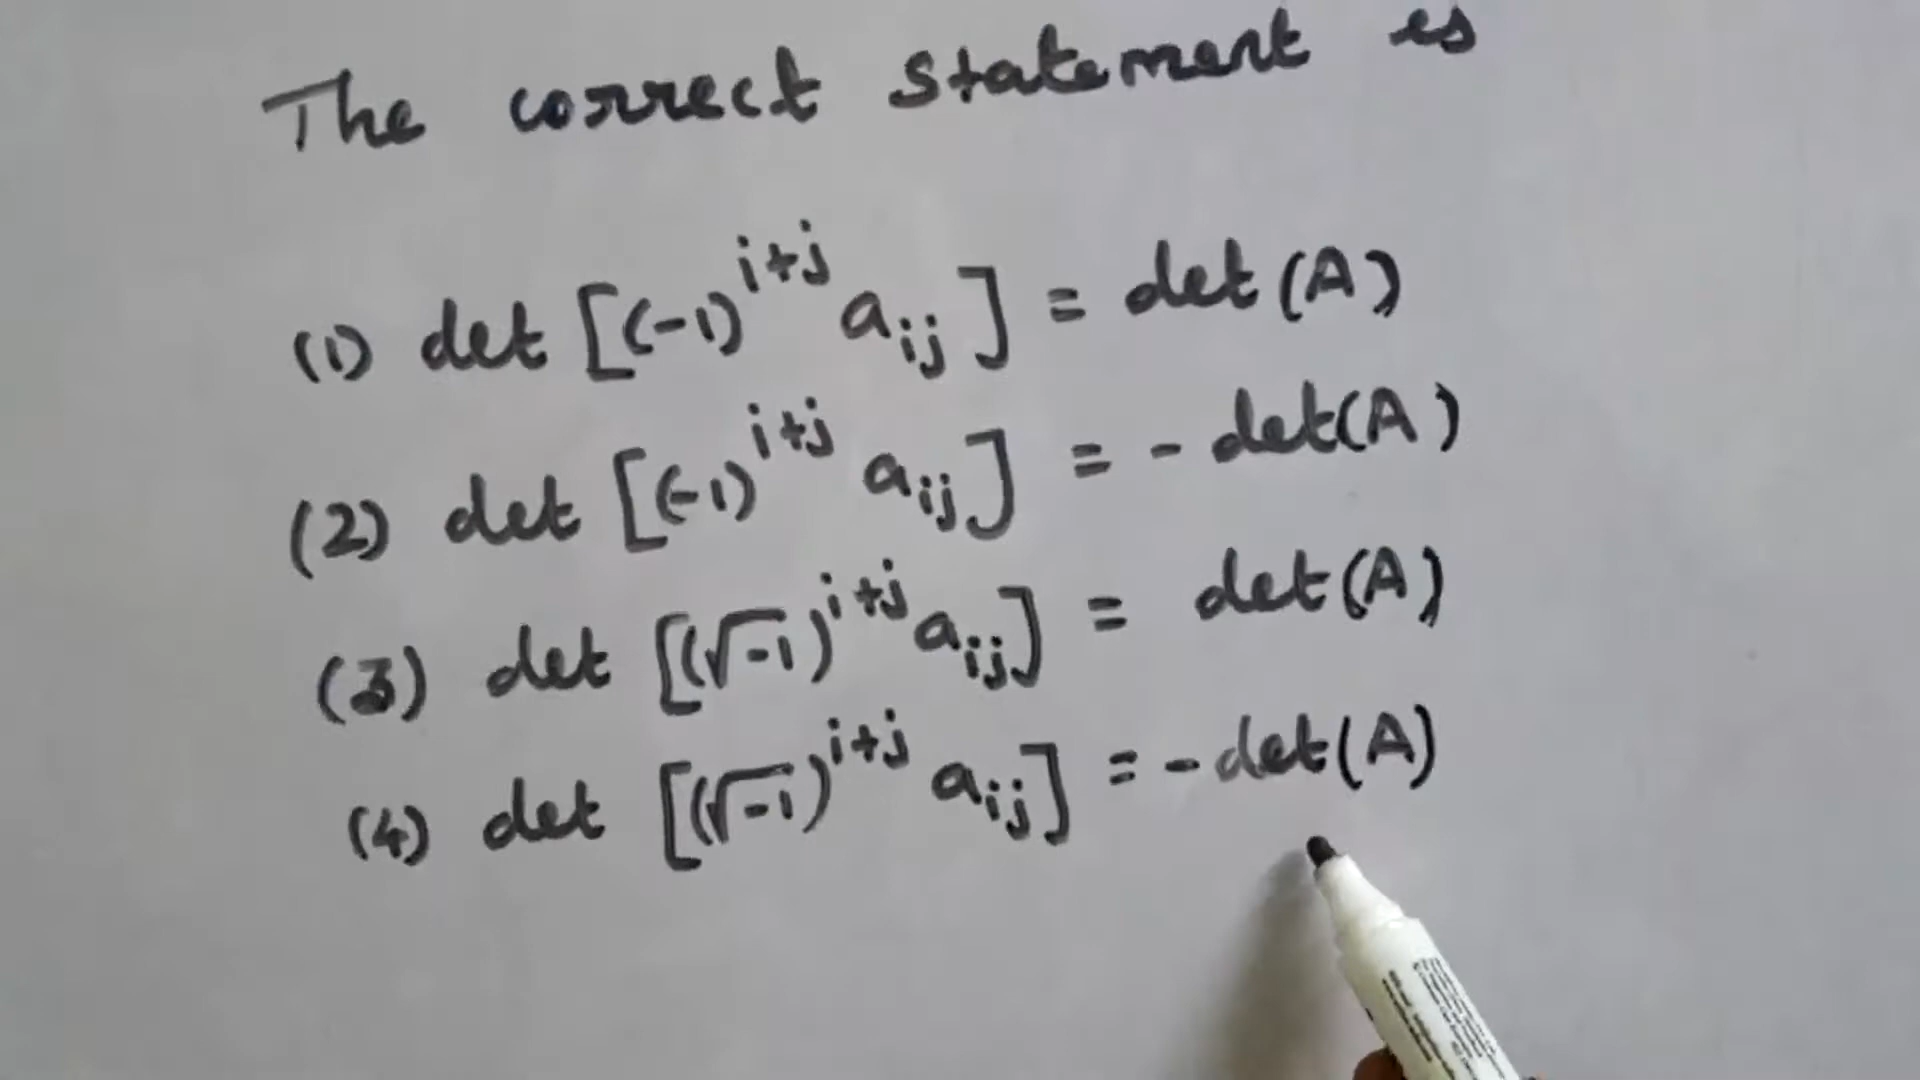 The correct statement is
(1) det [(-1)^{i+j} a_{ij}] = det (A)
(2) det [(-1)^{i+j} a_{ij}] = - det(A)
(3) det [(√-1)^{i+j} a_{ij}] = det (A)
(4) det [(√-1)^{i+j} a_{ij}] = - det (A)